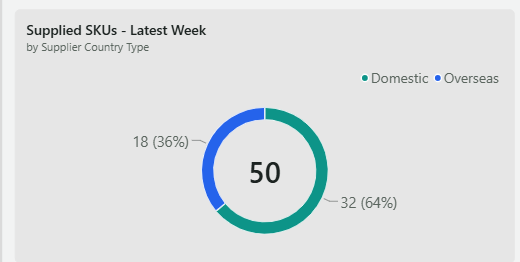 Supplied SKUs - Latest Week
by Supplier Country Type
Domestic Overseas
18 (36%)
50
32 (64%)